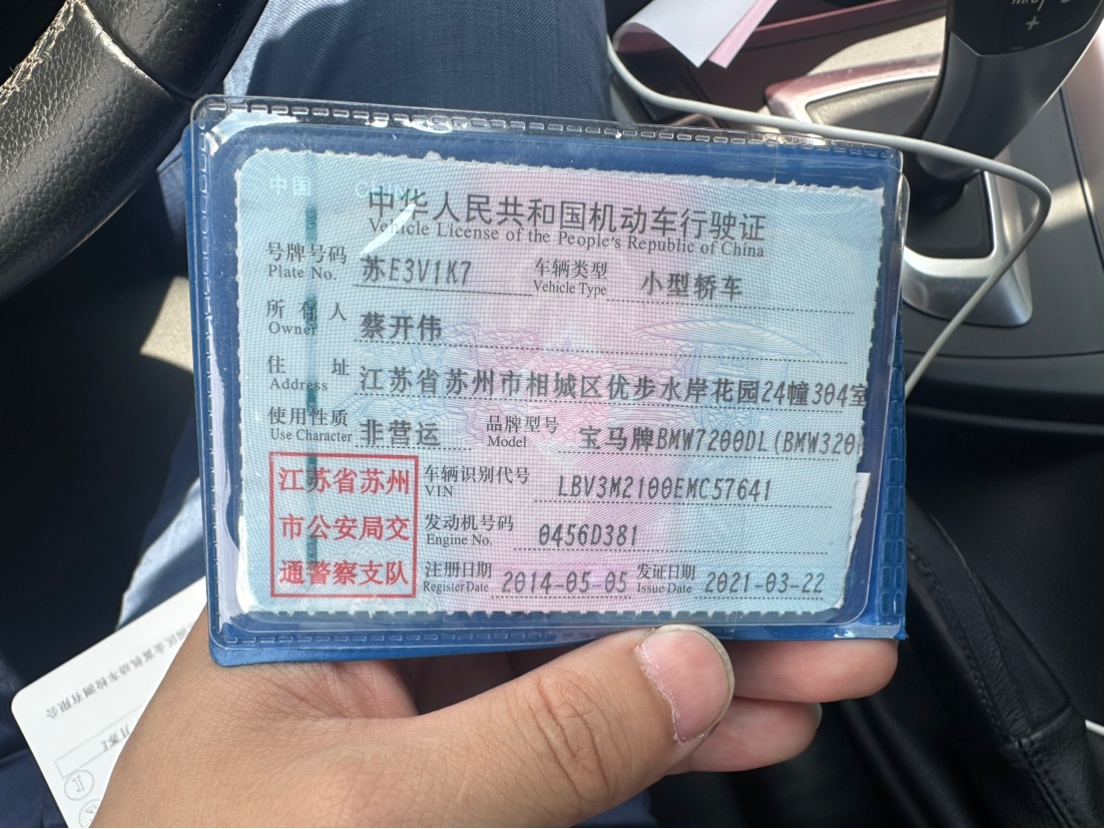 中国 CHINA
中华人民共和国机动车行驶证
Vehicle License of the People's Republic of China
号牌号码 苏E3V1K7 车辆类型 小型轿车
Plate No. Vehicle Type
所有人 蔡开伟
Owner
住址 江苏省苏州市相城区优步水岸花园24幢304室
Address
使用性质 非营运 品牌型号 宝马牌BMW7200DL(BMW320
Use Character Model
江苏省苏州
市公安局交
通警察支队
车辆识别代号 LBV3M2100EMC57641
VIN
发动机号码 0456D381
Engine No.
注册日期 2014-05-05 发证日期 2021-03-22
Register Date Issue Date